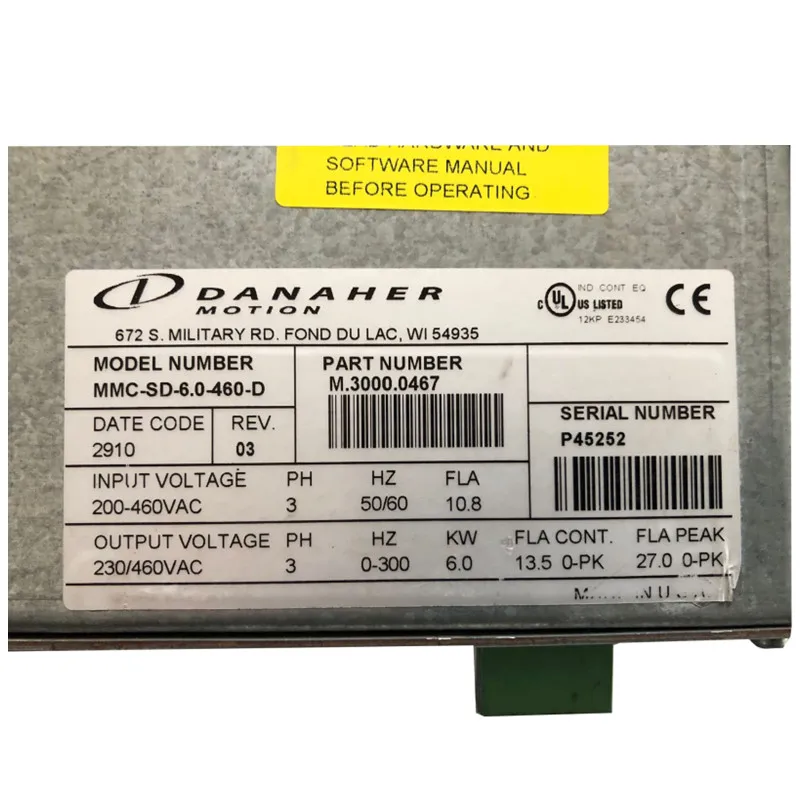 HARDWARE AND
SOFTWARE MANUAL
BEFORE OPERATING
DANAHER
MOTION
672 S. MILITARY RD. FOND DU LAC, WI 54935
C UL US LISTED
IND CONT EQ
12KP E233454
CE
MODEL NUMBER
MMC-SD-6.0-460-D
PART NUMBER
M.3000.0467
DATE CODE
2910
REV.
03
SERIAL NUMBER
P45252
INPUT VOLTAGE PH HZ FLA
200-460VAC 3 50/60 10.8
OUTPUT VOLTAGE PH HZ KW FLA CONT. FLA PEAK
230/460VAC 3 0-300 6.0 13.5 0-PK 27.0 0-PK